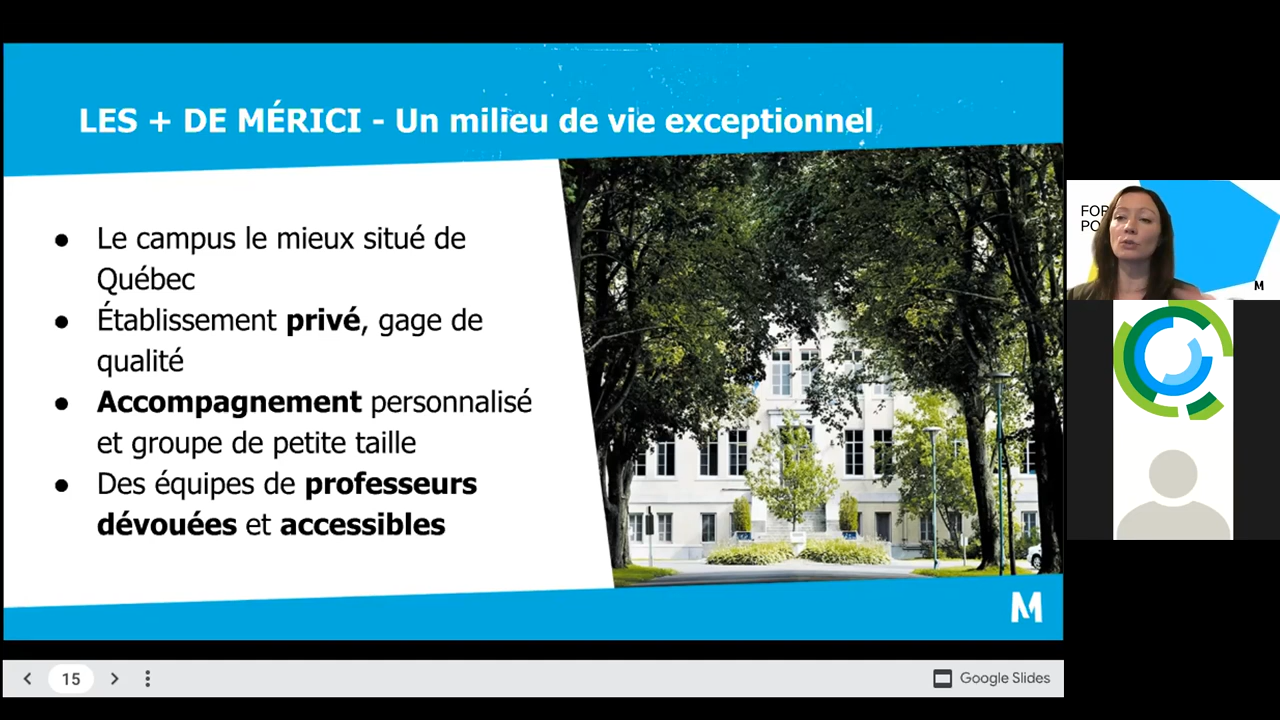 LES + DE MÉRICI - Un milieu de vie exceptionnel
● Le campus le mieux situé de
Québec
● Établissement privé, gage de
qualité
● Accompagnement personnalisé
et groupe de petite taille
● Des équipes de professeurs
dévouées et accessibles
M
15
Google Slides
M